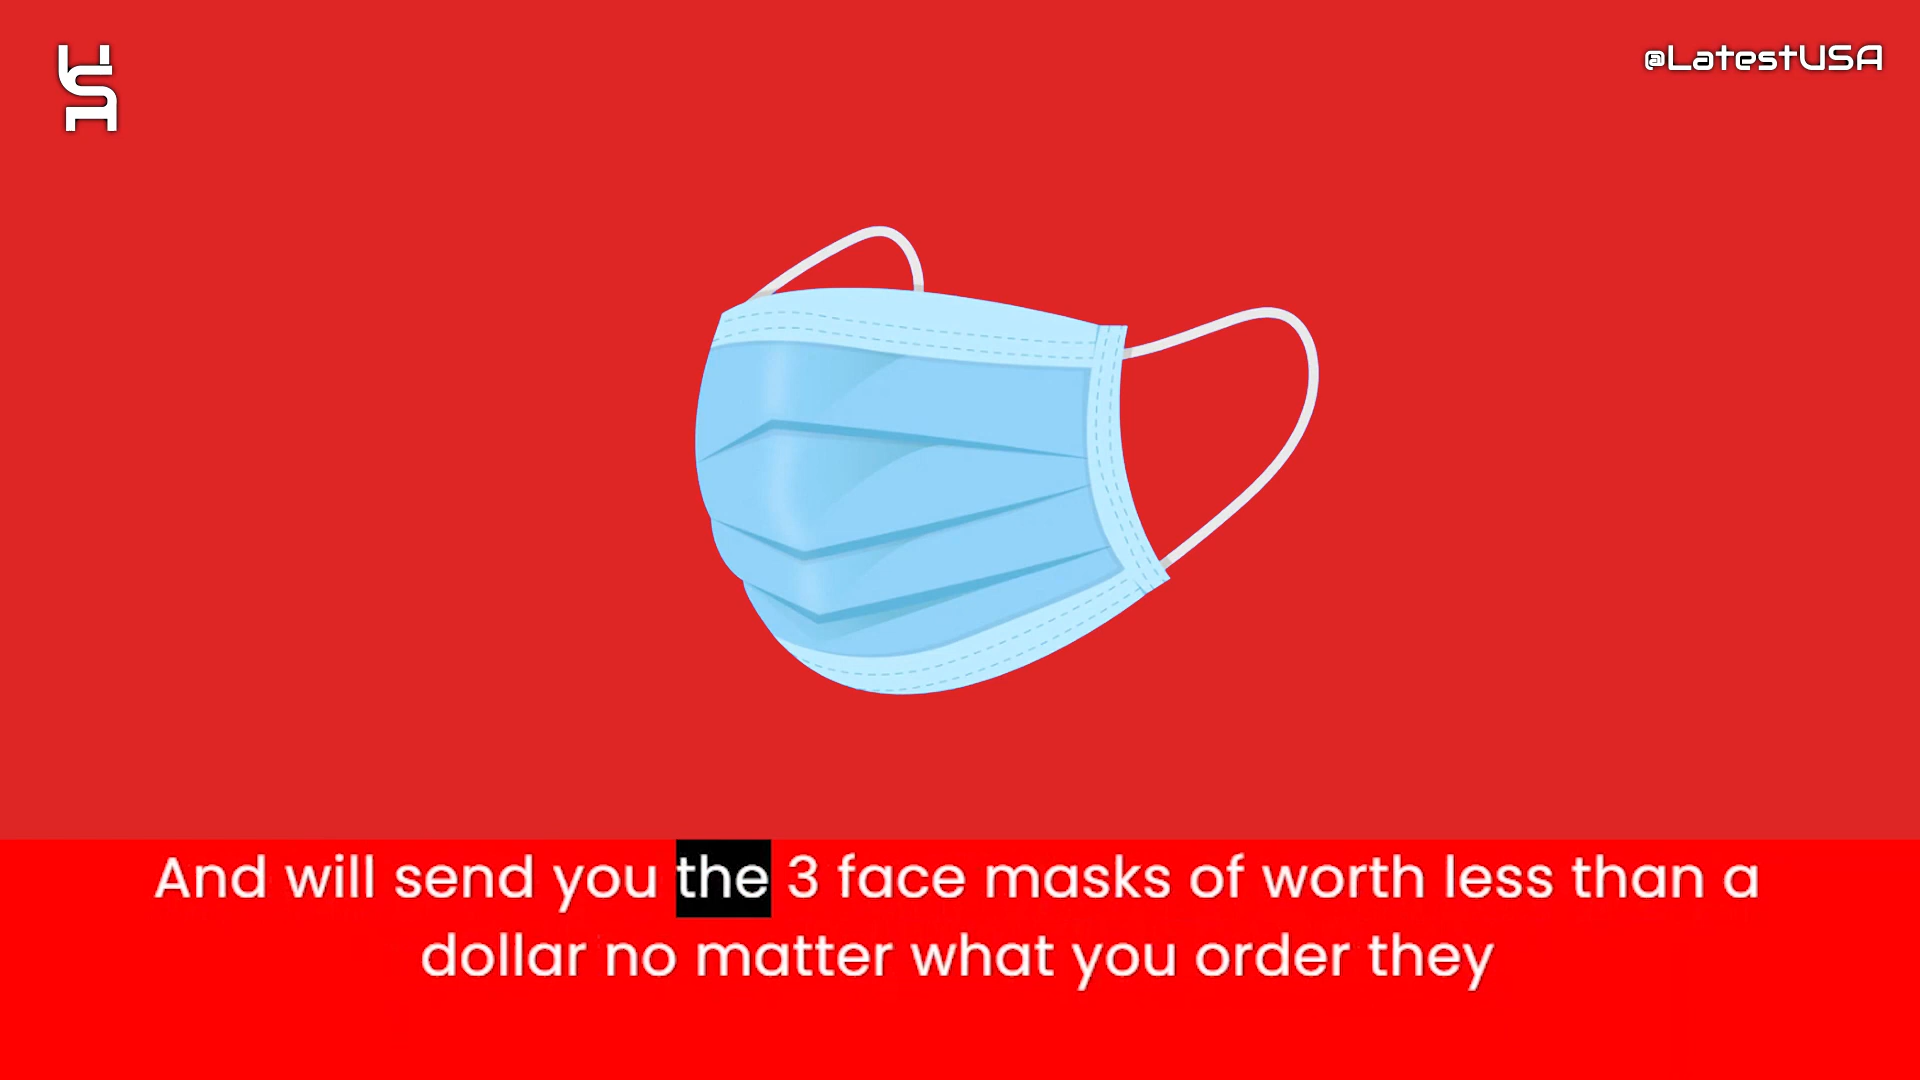 USA
@LatestUSA
And will send you the 3 face masks of worth less than a
dollar no matter what you order they